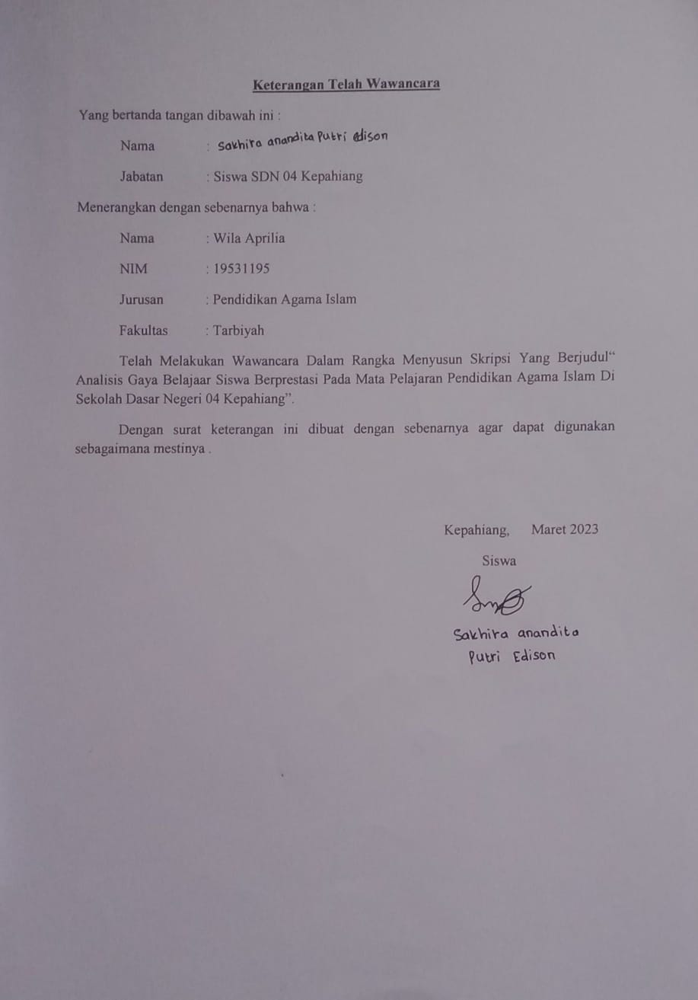 Keterangan Telah Wawancara
Yang bertanda tangan dibawah ini :
Nama : Sakhira anandita Putri edison
Jabatan : Siswa SDN 04 Kepahiang
Menerangkan dengan sebenarnya bahwa :
Nama : Wila Aprilia
NIM : 19531195
Jurusan : Pendidikan Agama Islam
Fakultas : Tarbiyah
Telah Melakukan Wawancara Dalam Rangka Menyusun Skripsi Yang Berjudul“
Analisis Gaya Belajaar Siswa Berprestasi Pada Mata Pelajaran Pendidikan Agama Islam Di
Sekolah Dasar Negeri 04 Kepahiang”.
Dengan surat keterangan ini dibuat dengan sebenarnya agar dapat digunakan
sebagaimana mestinya .
Kepahiang, Maret 2023
Siswa
Sakhira anandita
Putri Edison